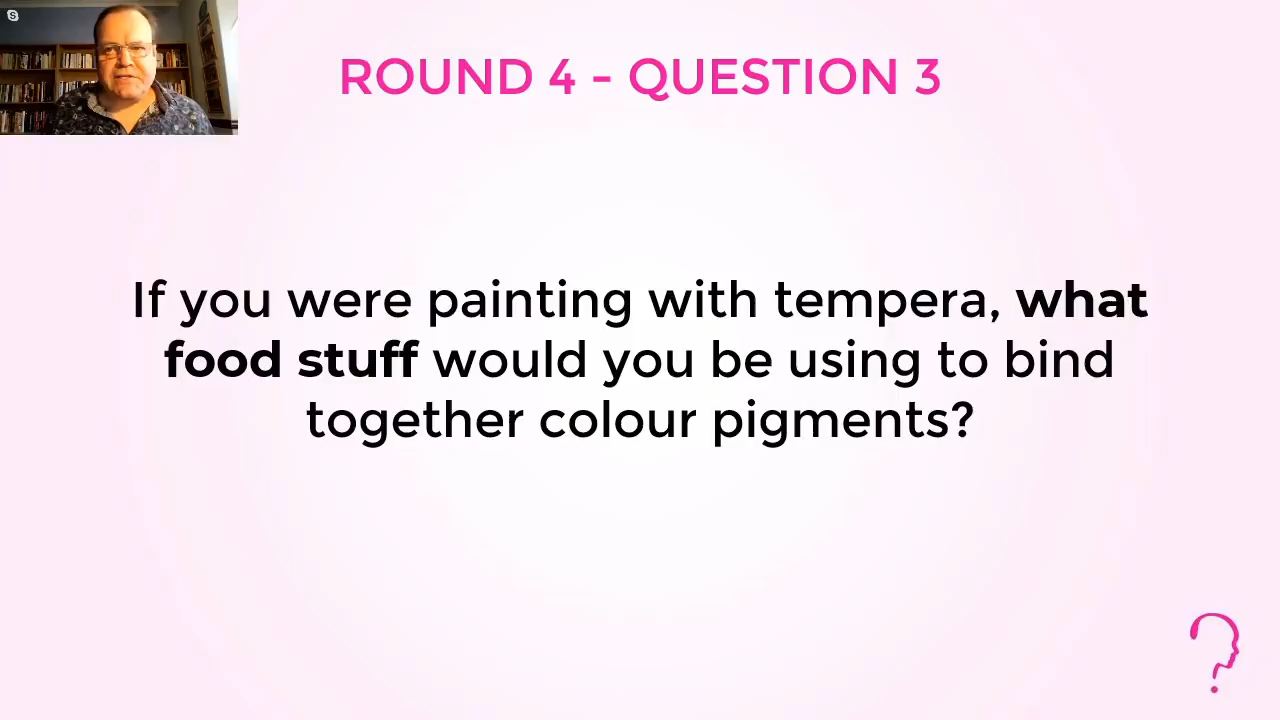 ROUND 4 - QUESTION 3
If you were painting with tempera, what
food stuff would you be using to bind
together colour pigments?